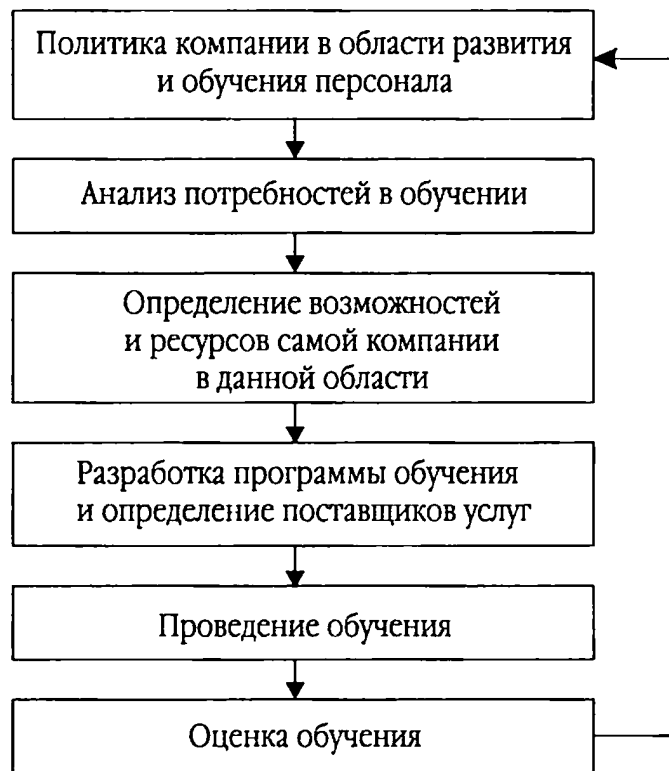 Политика компании в области развития
и обучения персонала
Анализ потребностей в обучении
Определение возможностей
и ресурсов самой компании
в данной области
Разработка программы обучения
и определение поставщиков услуг
Проведение обучения
Оценка обучения